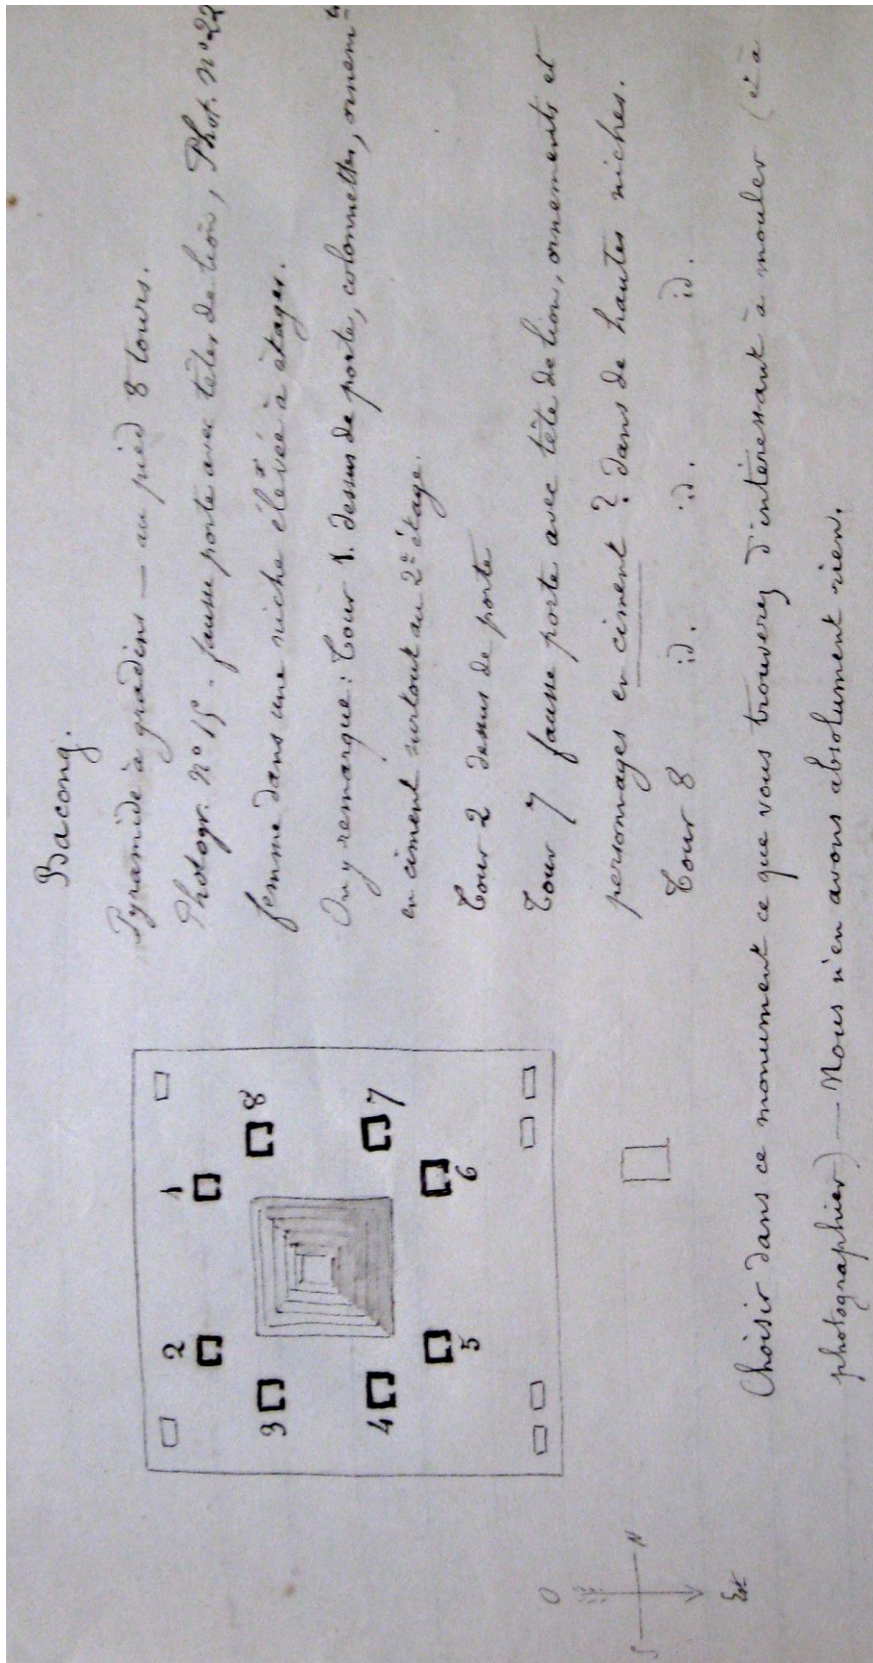 Bacong.
Pyramide à gradins — au pied 8 tours.
Photogr. nº 15 - fausse porte avec têtes de lion, Phot. nº 22
femme dans une niche élevée à étages.
On y remarque : Tour 1. dessus de porte, colonnettes, ornem
en ciment surtout au 2e étage.
Tour 2 dessus de porte
Tour 7 fausse porte avec tête de lion, ornements et
personnages en ciment ? dans de hautes niches.
Tour 8 id. id. id.
1
2
3
4
5
6
7
8
O
S N
Est
Choisir dans ce monument ce que vous trouverez d'intéressant à mouler (et à
photographier) — Nous n'en avons absolument rien.